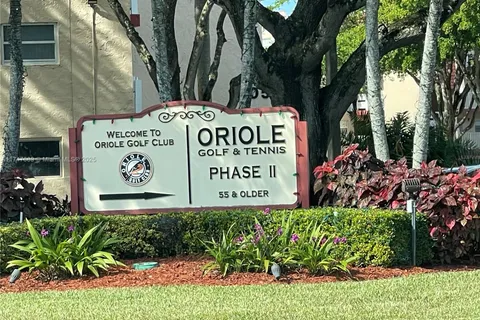 WELCOME TO
ORIOLE GOLF CLUB
ORIOLE
GOLF & TENNIS
PHASE II
55 & OLDER